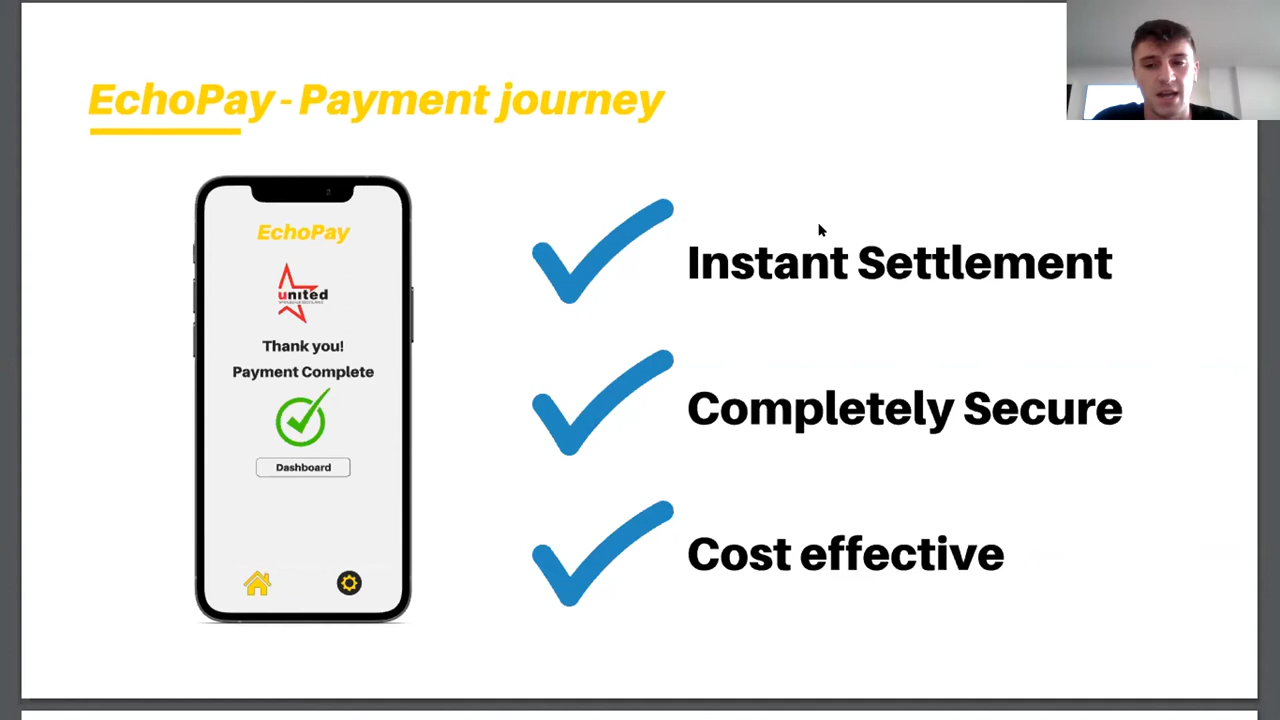 EchoPay - Payment journey
EchoPay
united
Thank you!
Payment Complete
Dashboard
Instant Settlement
Completely Secure
Cost effective